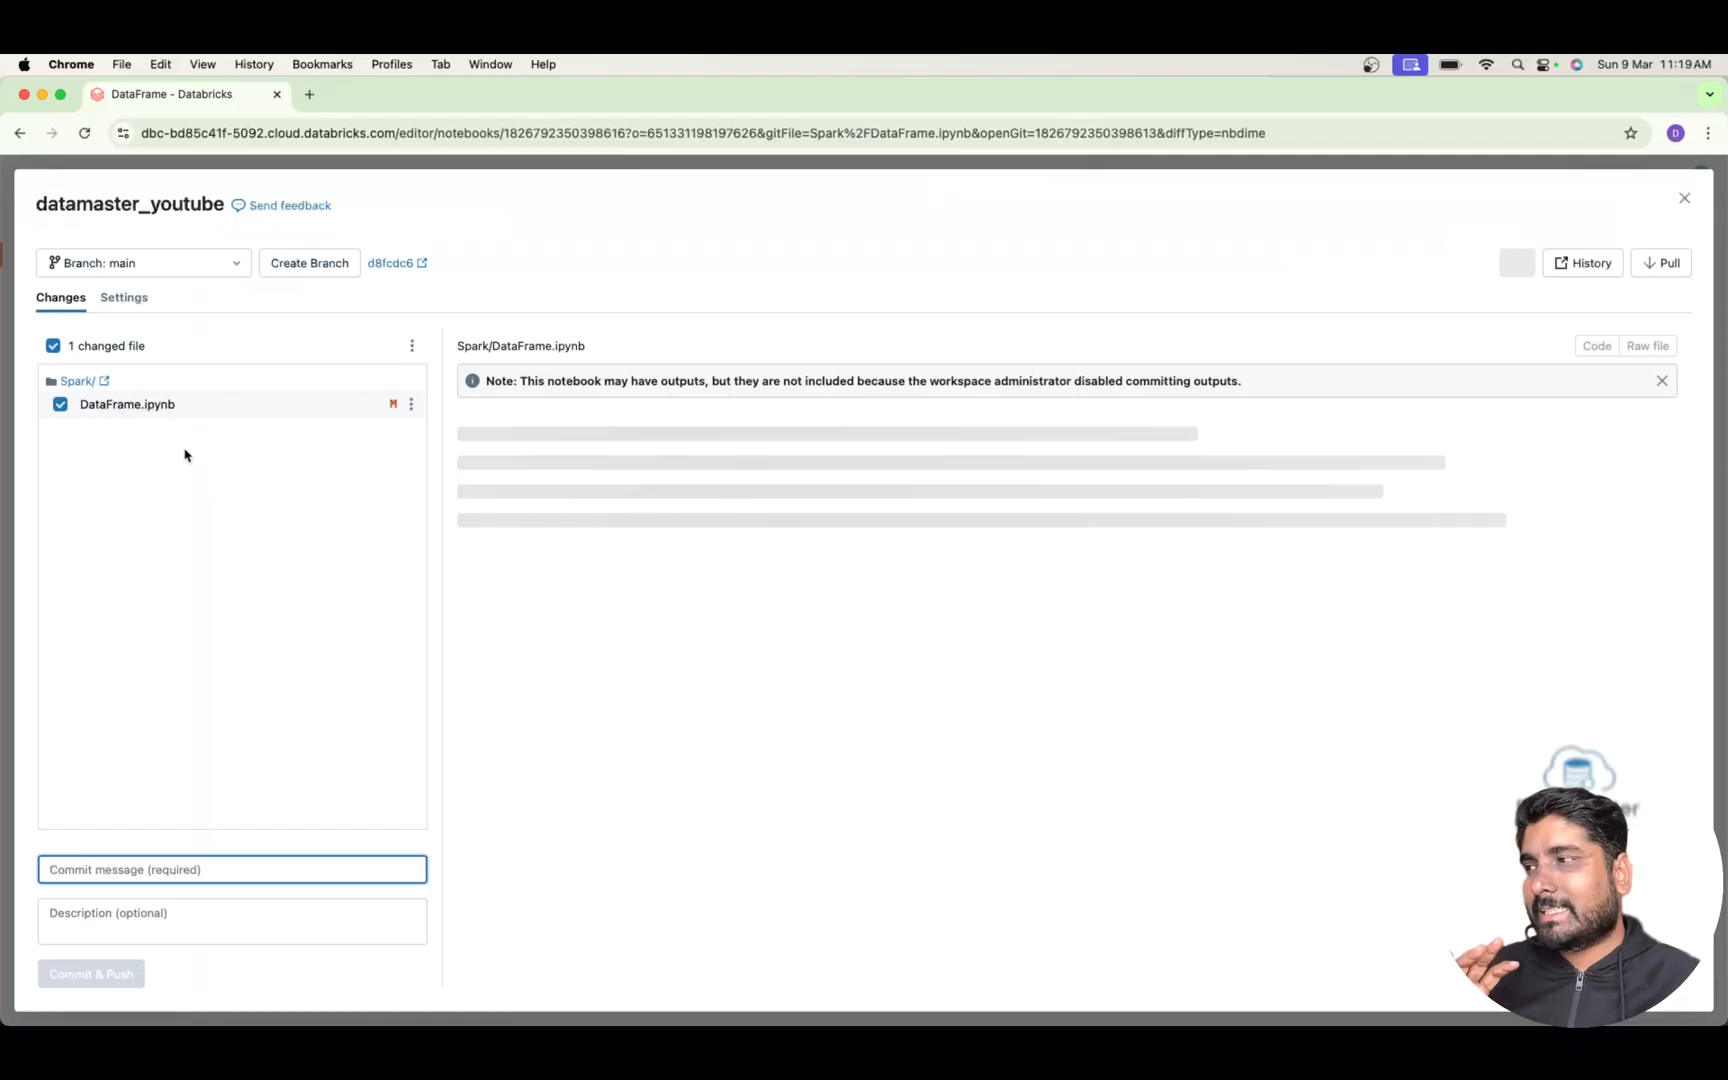 Chrome File Edit View History Bookmarks Profiles Tab Window Help Sun 9 Mar 11:19 AM
DataFrame - Databricks
dbc-bd85c41f-5092.cloud.databricks.com/editor/notebooks/1826792350398616?o=651331198197626&gitFile=Spark%2FDataFrame.ipynb&openGit=1826792350398613&diffType=nbdime
D
datamaster_youtube Send feedback
Branch: main Create Branch d8fcdc6 History Pull
Changes Settings
1 changed file Spark/DataFrame.ipynb Code Raw file
Spark/ Note: This notebook may have outputs, but they are not included because the workspace administrator disabled committing outputs.
DataFrame.ipynb M
Commit message (required)
Description (optional)
Commit & Push